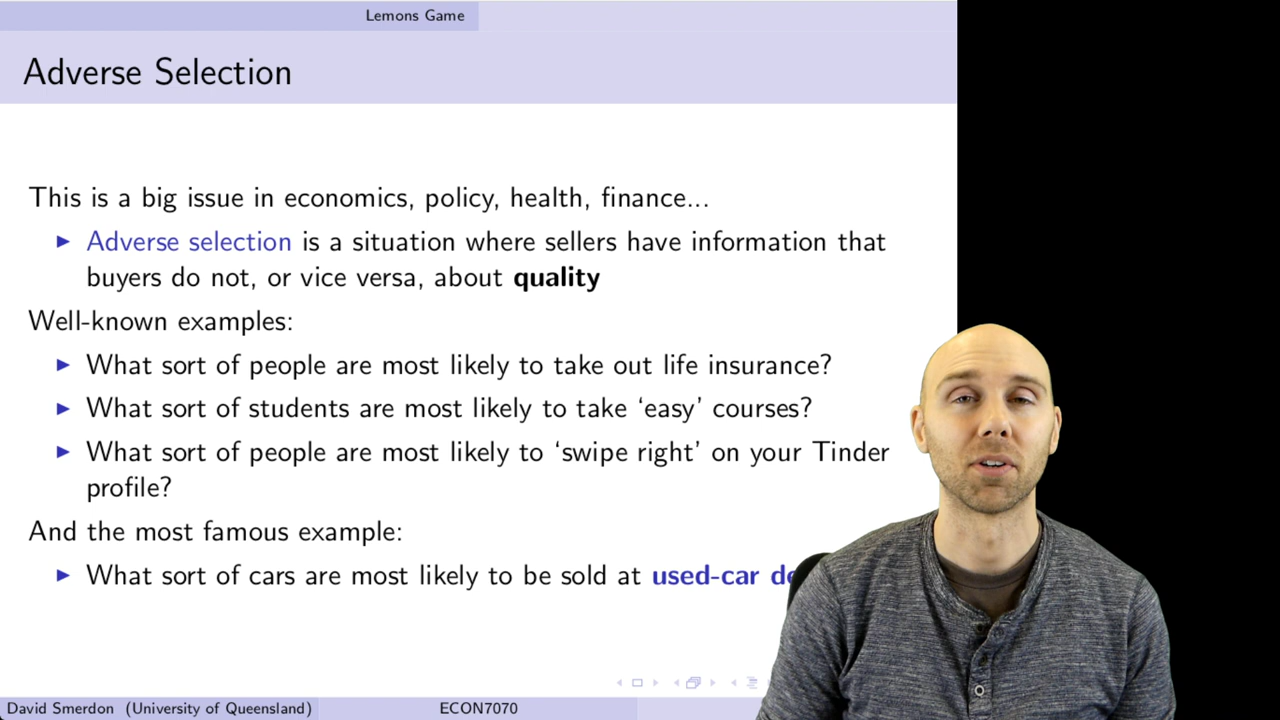 Lemons Game
Adverse Selection
This is a big issue in economics, policy, health, finance...
Adverse selection is a situation where sellers have information that
buyers do not, or vice versa, about quality
Well-known examples:
What sort of people are most likely to take out life insurance?
What sort of students are most likely to take ‘easy’ courses?
What sort of people are most likely to ‘swipe right’ on your Tinder
profile?
And the most famous example:
What sort of cars are most likely to be sold at used-car
David Smerdon (University of Queensland) ECON7070